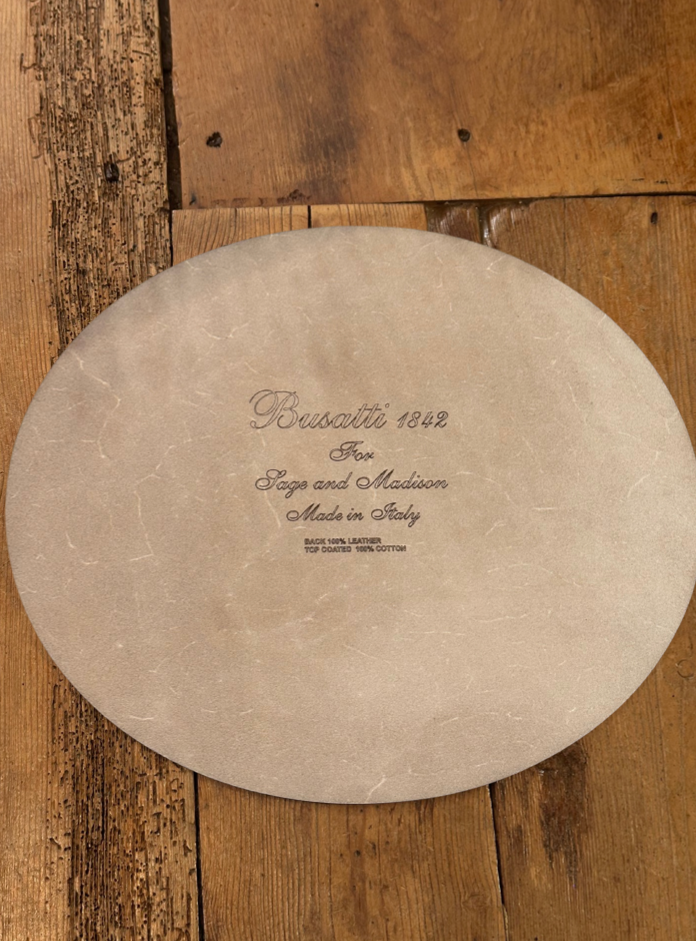 Busatti 1842
For
Sage and Madison
Made in Italy
BACK 100% LEATHER
TOP COATED 100% COTTON